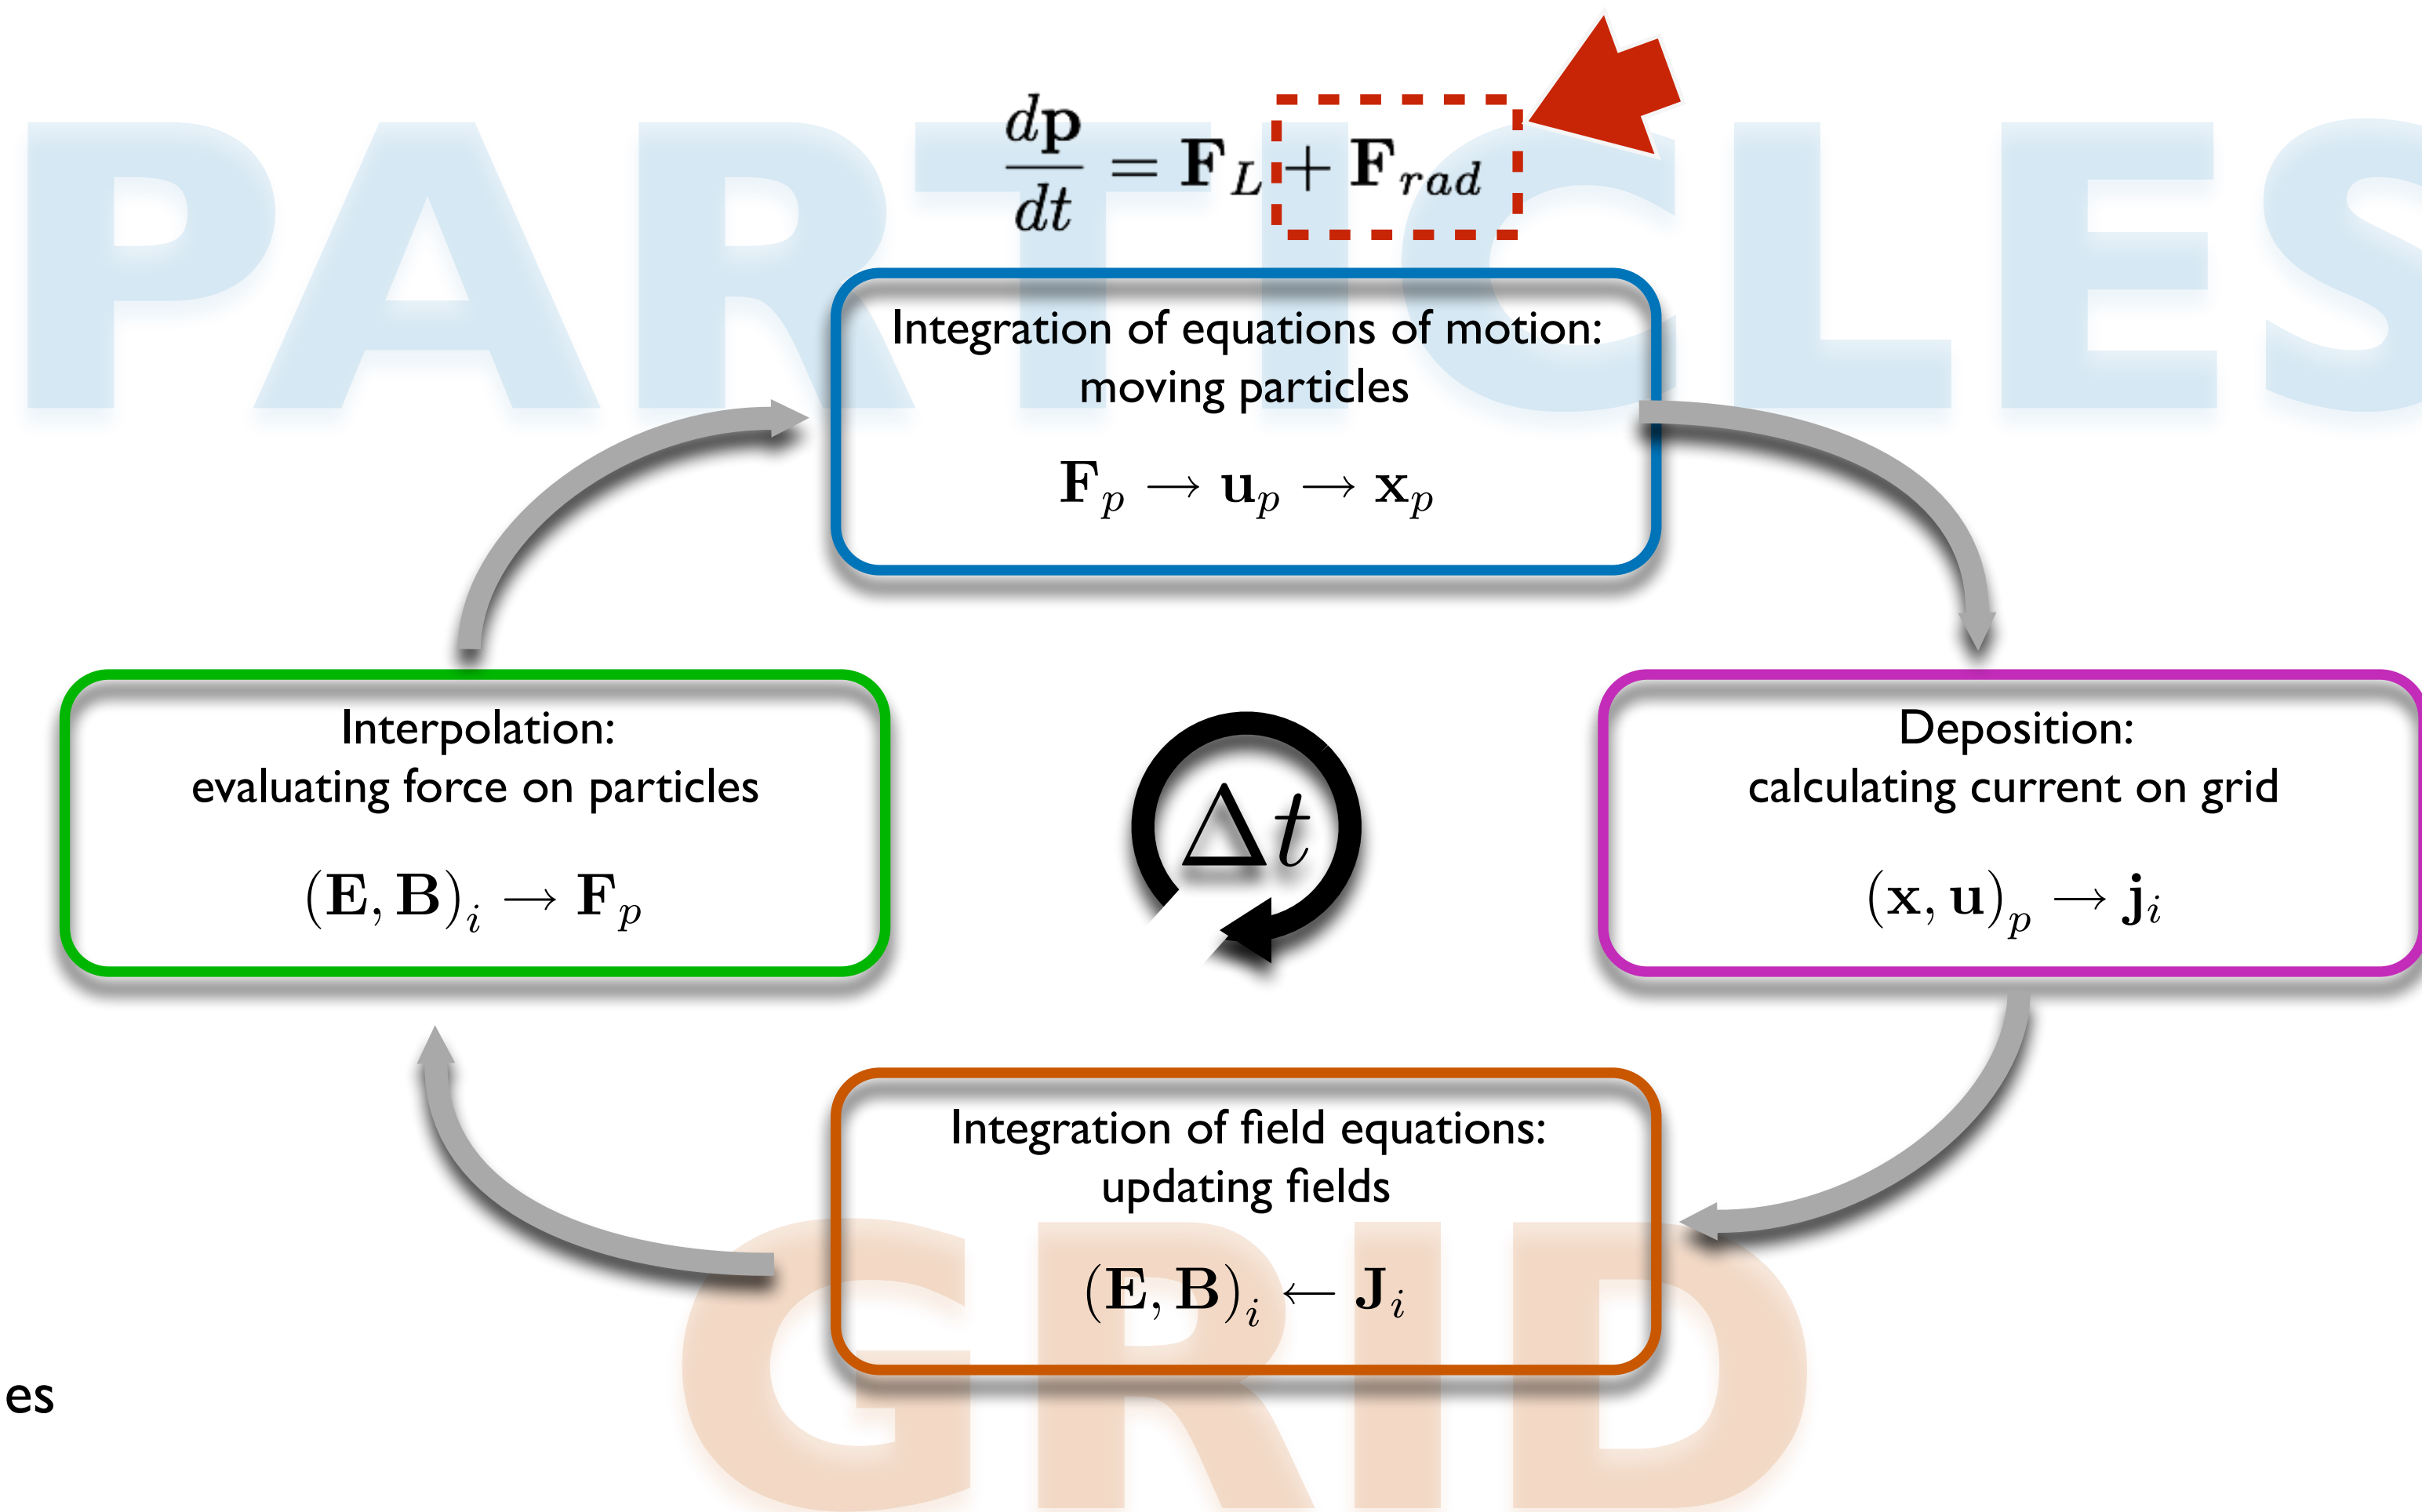 PARTICLES
d𝐩/dt = 𝐅_L + 𝐅_rad
Integration of equations of motion:
moving particles
𝐅_p → 𝐮_p → 𝐱_p
Interpolation:
evaluating force on particles
(𝐄, 𝐁)_i → 𝐅_p
Δt
Deposition:
calculating current on grid
(𝐱, 𝐮)_p → 𝐣_i
Integration of field equations:
updating fields
(𝐄, 𝐁)_i ← 𝐉_i
GRID
es